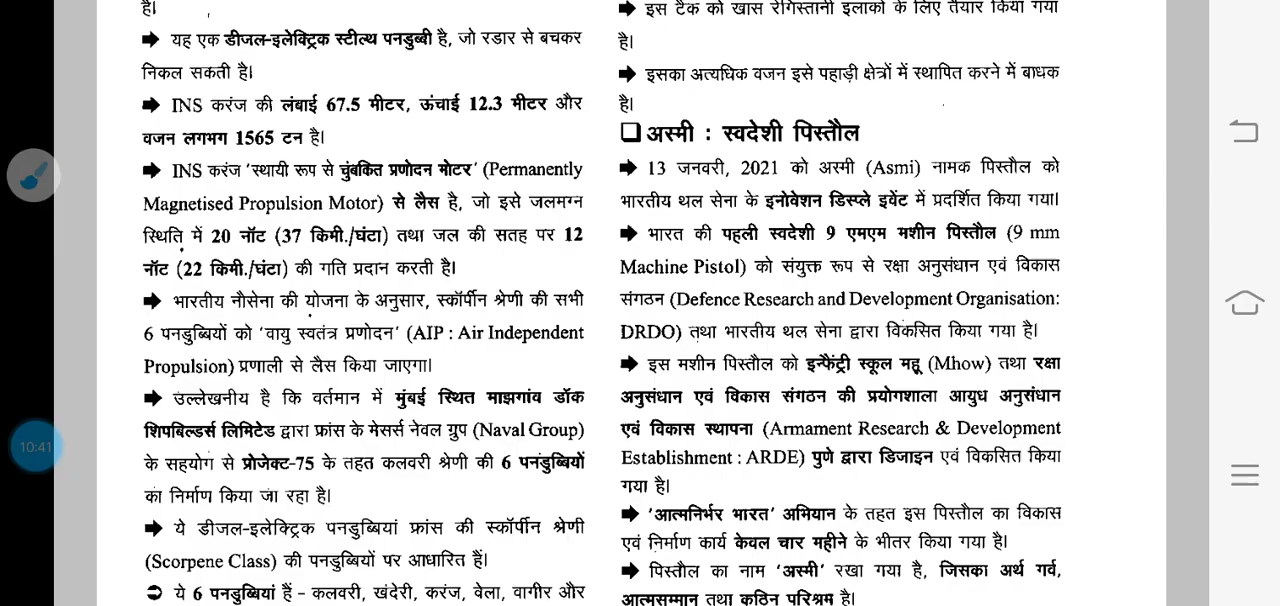 है।
➡ यह एक डीजल-इलेक्ट्रिक स्टील्थ पनडुब्बी है, जो रडार से बचकर
निकल सकती है।
➡ INS करंज की लंबाई 67.5 मीटर, ऊंचाई 12.3 मीटर और
वजन लगभग 1565 टन है।
➡ INS करंज 'स्थायी रूप से चुंबकित प्रणोदन मोटर' (Permanently
Magnetised Propulsion Motor) से लैस है, जो इसे जलमग्न
स्थिति में 20 नॉट (37 किमी./घंटा) तथा जल की सतह पर 12
नॉट (22 किमी./घंटा) की गति प्रदान करती है।
➡ भारतीय नौसेना की योजना के अनुसार, स्कॉर्पीन श्रेणी की सभी
6 पनडुब्बियों को 'वायु स्वतंत्र प्रणोदन' (AIP : Air Independent
Propulsion) प्रणाली से लैस किया जाएगा।
➡ उल्लेखनीय है कि वर्तमान में मुंबई स्थित माझगांव डॉक
शिपबिल्डर्स लिमिटेड द्वारा फ्रांस के मेसर्स नेवल ग्रुप (Naval Group)
के सहयोग से प्रोजेक्ट-75 के तहत कलवरी श्रेणी की 6 पनडुब्बियों
का निर्माण किया जा रहा है।
➡ ये डीजल-इलेक्ट्रिक पनडुब्बियां फ्रांस की स्कॉर्पीन श्रेणी
(Scorpene Class) की पनडुब्बियों पर आधारित हैं।
➲ ये 6 पनडुब्बियां हैं - कलवरी, खंदेरी, करंज, वेला, वागीर और
➡ इस टैंक को खास रेगिस्तानी इलाकों के लिए तैयार किया गया
है।
➡ इसका अत्यधिक वजन इसे पहाड़ी क्षेत्रों में स्थापित करने में बाधक
है।
❑ अस्मी : स्वदेशी पिस्तौल
➡ 13 जनवरी, 2021 को अस्मी (Asmi) नामक पिस्तौल को
भारतीय थल सेना के इनोवेशन डिस्प्ले इवेंट में प्रदर्शित किया गया।
➡ भारत की पहली स्वदेशी 9 एमएम मशीन पिस्तौल (9 mm
Machine Pistol) को संयुक्त रूप से रक्षा अनुसंधान एवं विकास
संगठन (Defence Research and Development Organisation:
DRDO) तथा भारतीय थल सेना द्वारा विकसित किया गया है।
➡ इस मशीन पिस्तौल को इन्फैंट्री स्कूल महू (Mhow) तथा रक्षा
अनुसंधान एवं विकास संगठन की प्रयोगशाला आयुध अनुसंधान
एवं विकास स्थापना (Armament Research & Development
Establishment : ARDE) पुणे द्वारा डिजाइन एवं विकसित किया
गया है।
➡ 'आत्मनिर्भर भारत' अभियान के तहत इस पिस्तौल का विकास
एवं निर्माण कार्य केवल चार महीने के भीतर किया गया है।
➡ पिस्तौल का नाम 'अस्मी' रखा गया है, जिसका अर्थ गर्व,
आत्मसम्मान तथा कठिन परिश्रम है।
10:41